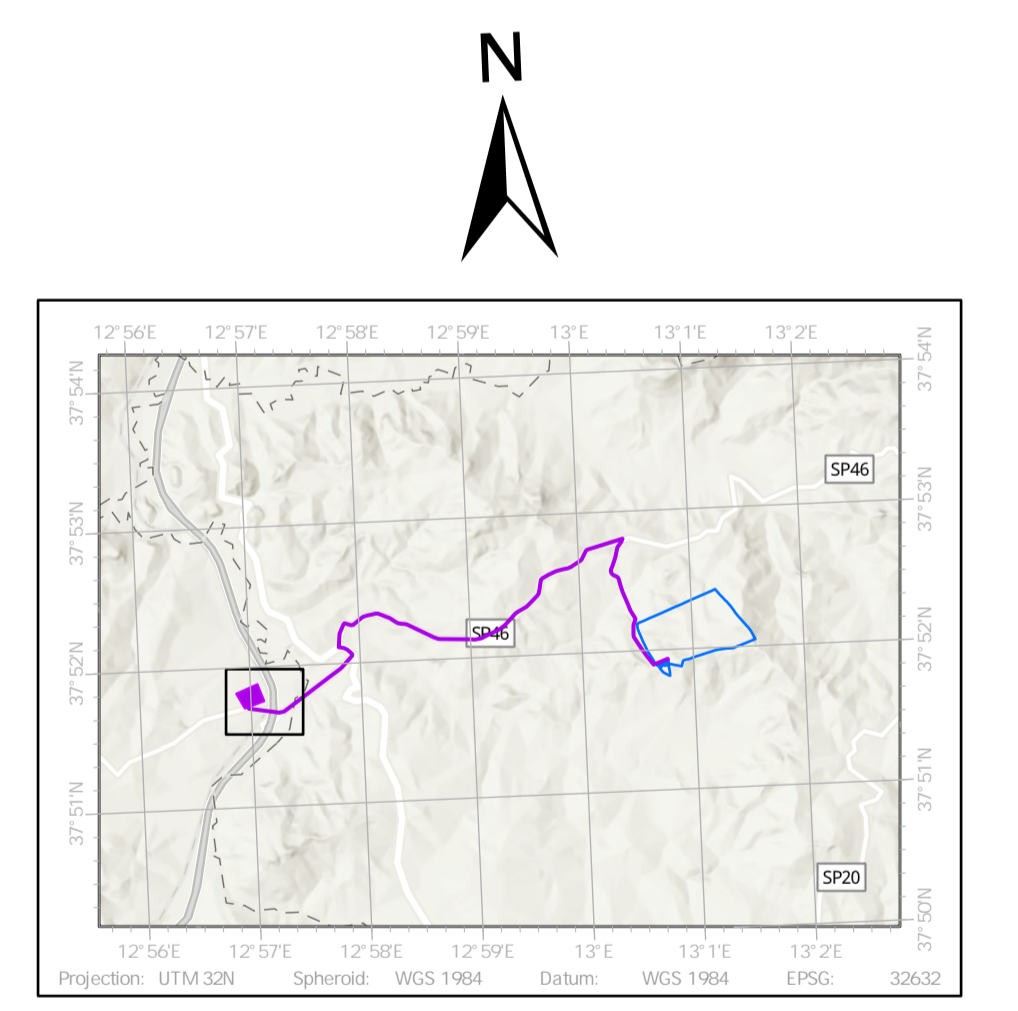 N
12°56'E 12°57'E 12°58'E 12°59'E 13°E 13°1'E 13°2'E
37°54'N 37°54'N
SP46
37°53'N 37°53'N
SP46
37°52'N 37°52'N
37°51'N 37°51'N
SP20
37°50'N
12°56'E 12°57'E 12°58'E 12°59'E 13°E 13°1'E 13°2'E
Projection: UTM 32N Spheroid: WGS 1984 Datum: WGS 1984 EPSG: 32632